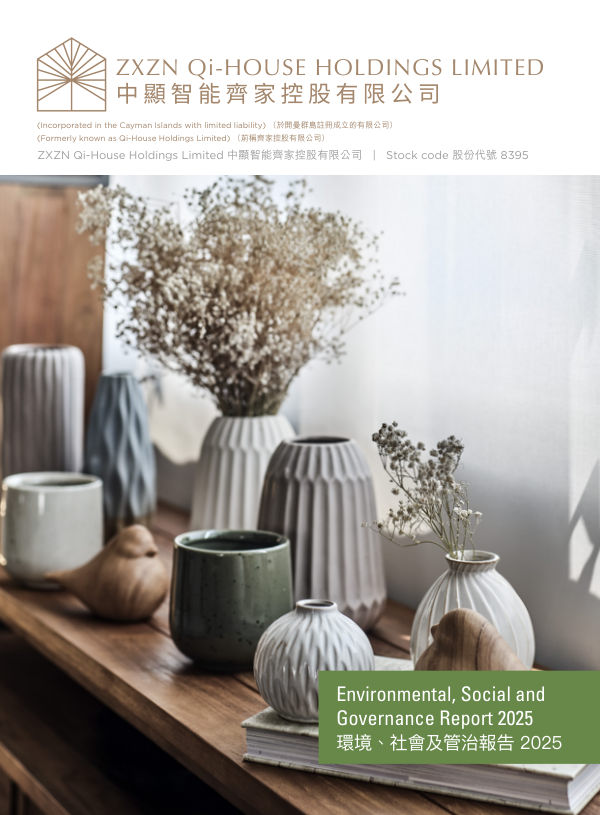 ZXZN Qi-HOUSE HOLDINGS LIMITED
中顯智能齊家控股有限公司
(Incorporated in the Cayman Islands with limited liability) (於開曼群島註冊成立的有限公司)
(Formerly known as Qi-House Holdings Limited) (前稱齊家控股有限公司)
ZXZN Qi-House Holdings Limited 中顯智能齊家控股有限公司 | Stock code 股份代號 8395
Environmental, Social and
Governance Report 2025
環境、社會及管治報告 2025